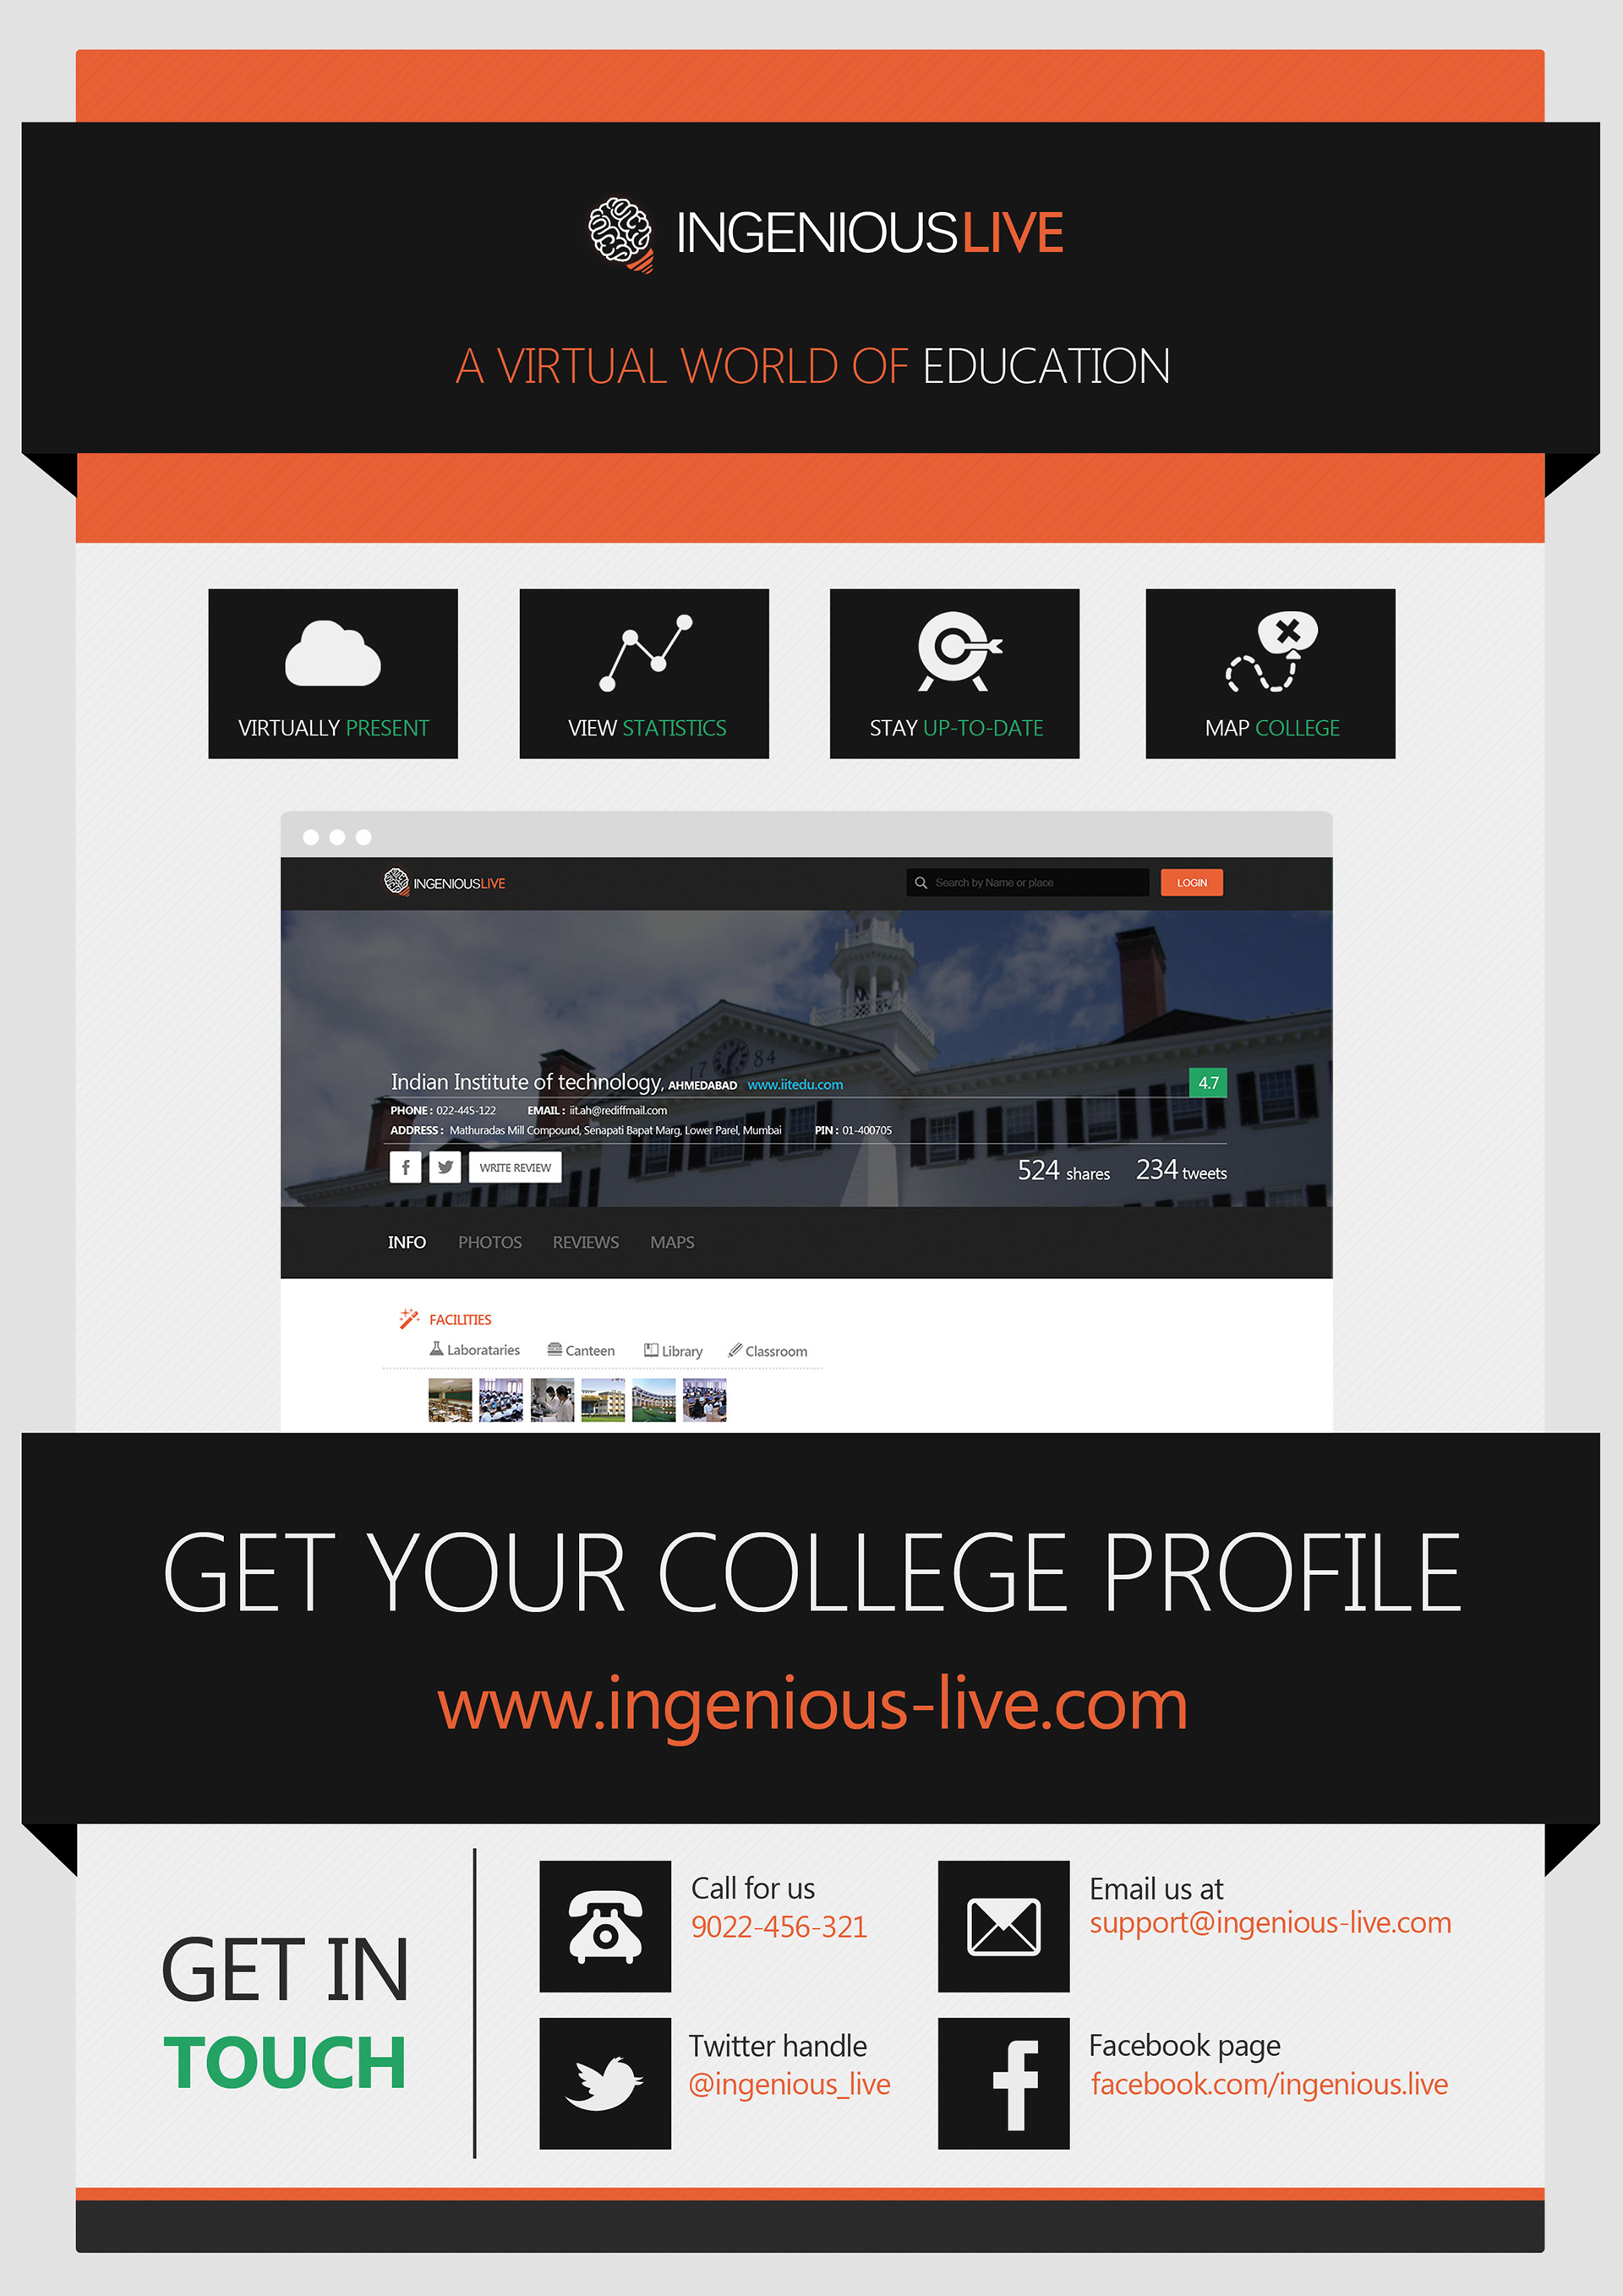 INGENIOUSLIVE
A VIRTUAL WORLD OF EDUCATION
VIRTUALLY PRESENT
VIEW STATISTICS
STAY UP-TO-DATE
MAP COLLEGE
INGENIOUSLIVE
Search by Name or place
LOGIN
1784
Indian Institute of technology, AHMEDABAD www.iitedu.com
4.7
PHONE : 022-445-122 EMAIL : iit.ah@rediffmail.com
ADDRESS : Mathuradas Mill Compound, Senapati Bapat Marg, Lower Parel, Mumbai PIN : 01-400705
f
WRITE REVIEW
524 shares 234 tweets
INFO PHOTOS REVIEWS MAPS
FACILITIES
Laborataries Canteen Library Classroom
GET YOUR COLLEGE PROFILE
www.ingenious-live.com
GET IN
TOUCH
Call for us
9022-456-321
Email us at
support@ingenious-live.com
Twitter handle
@ingenious_live
f
Facebook page
facebook.com/ingenious.live